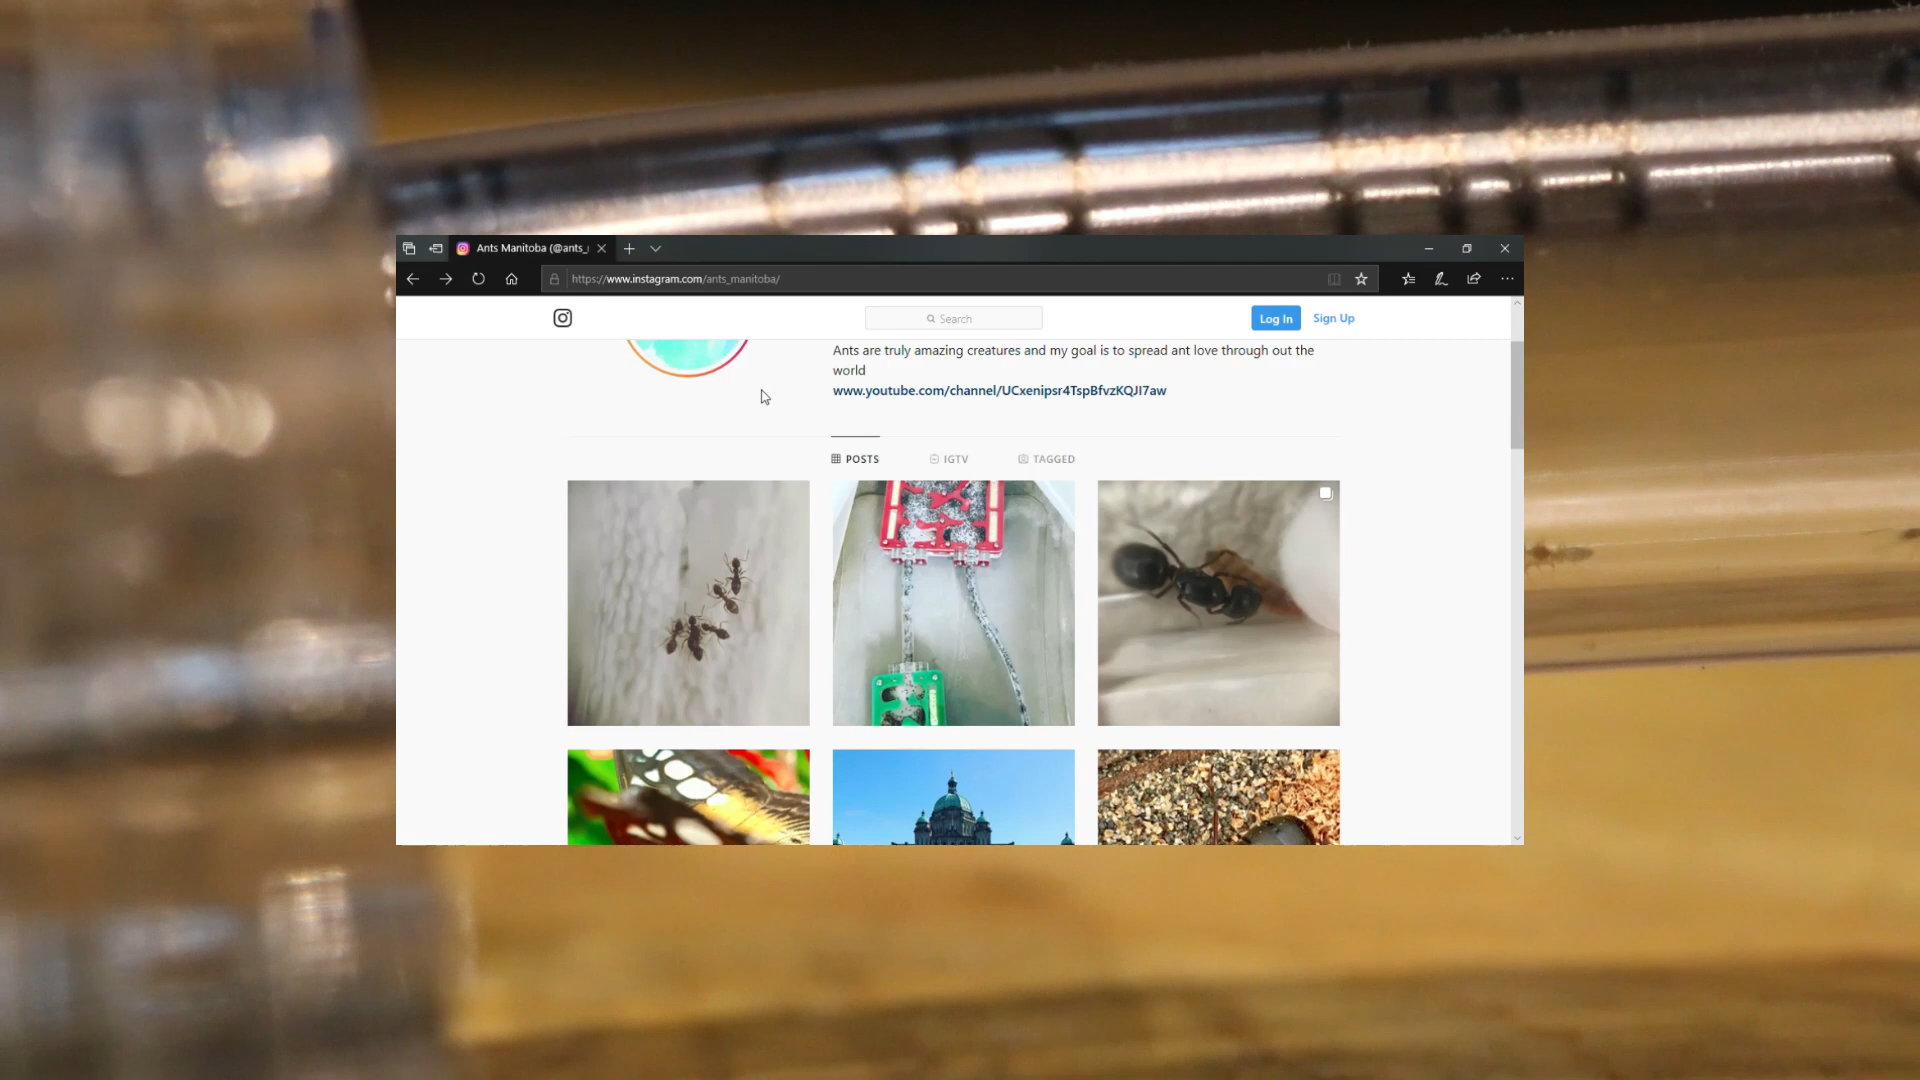 Ants Manitoba (@ants_
https://www.instagram.com/ants_manitoba/
Search
Log In
Sign Up
Ants are truly amazing creatures and my goal is to spread ant love through out the
world
www.youtube.com/channel/UCxenipsr4TspBfvzKQJI7aw
POSTS
IGTV
TAGGED